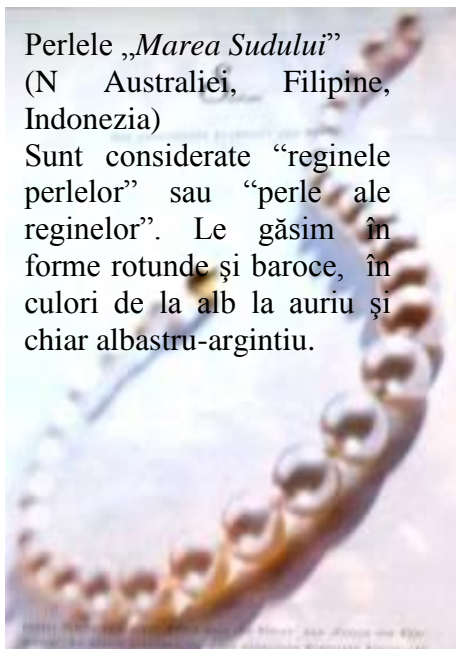 Perlele „Marea Sudului”
(N Australiei, Filipine,
Indonezia)
Sunt considerate “reginele
perlelor” sau “perle ale
reginelor”. Le găsim în
forme rotunde şi baroce, în
culori de la alb la auriu şi
chiar albastru-argintiu.